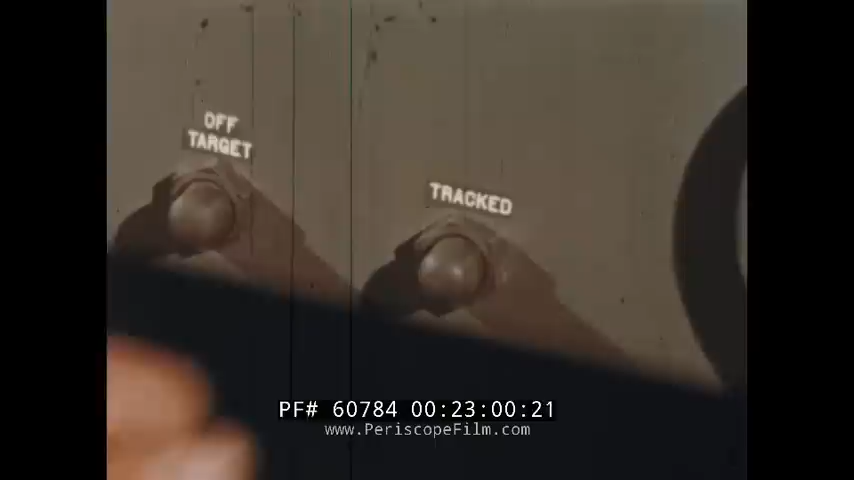 OFF
TARGET
TRACKED
PF# 60784 00:23:00:21
www.PeriscopeFilm.com